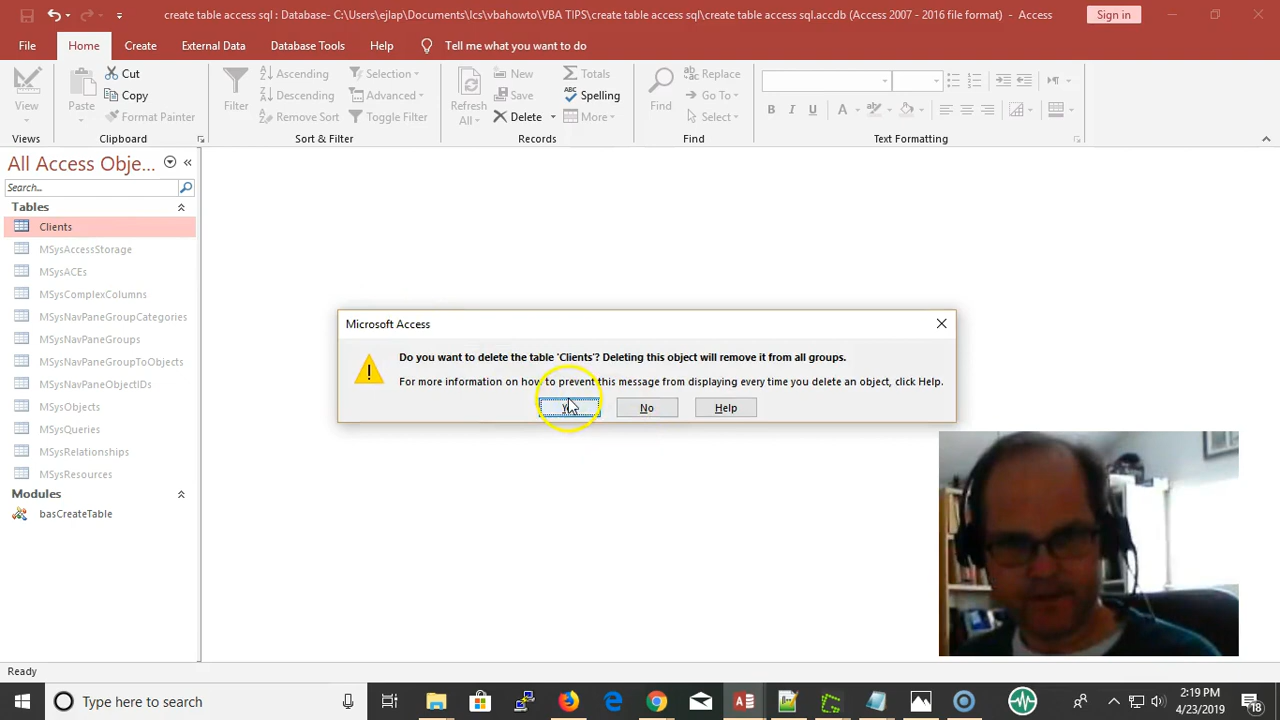 create table access sql : Database- C:\Users\ejlap\Documents\lcs\vbahowto\VBA TIPS\create table access sql\create table access sql.accdb (Access 2007 - 2016 file format) - Access
Sign in
File Home Create External Data Database Tools Help Tell me what you want to do
View
Views
Paste
Cut
Copy
Format Painter
Clipboard
Filter
Ascending
Descending
Remove Sort
Selection
Advanced
Toggle Filter
Sort & Filter
Refresh
All
New
Save
Delete
Totals
Spelling
More
Records
Find
Replace
Go To
Select
Find
B I U A
Text Formatting
All Access Obje...
Search...
Tables
Clients
MSysAccessStorage
MSysACEs
MSysComplexColumns
MSysNavPaneGroupCategories
MSysNavPaneGroups
MSysNavPaneGroupToObjects
MSysNavPaneObjectIDs
MSysObjects
MSysQueries
MSysRelationships
MSysResources
Modules
basCreateTable
Microsoft Access
Do you want to delete the table 'Clients'? Deleting this object will remove it from all groups.
For more information on how to prevent this message from displaying every time you delete an object, click Help.
No Help
Ready
Type here to search
2:19 PM
4/23/2019
18